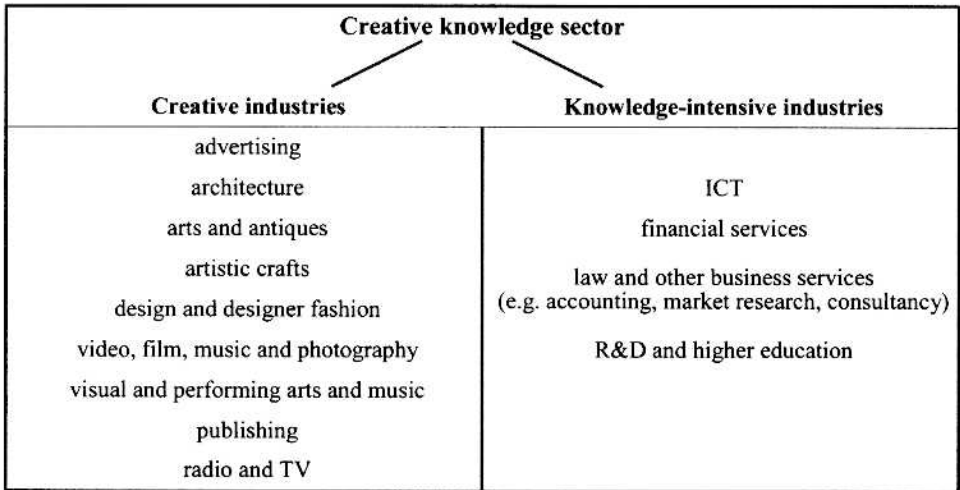 Creative knowledge sector
Creative industries
advertising
architecture
arts and antiques
artistic crafts
design and designer fashion
video, film, music and photography
visual and performing arts and music
publishing
radio and TV
Knowledge-intensive industries
ICT
financial services
law and other business services
(e.g. accounting, market research, consultancy)
R&D and higher education